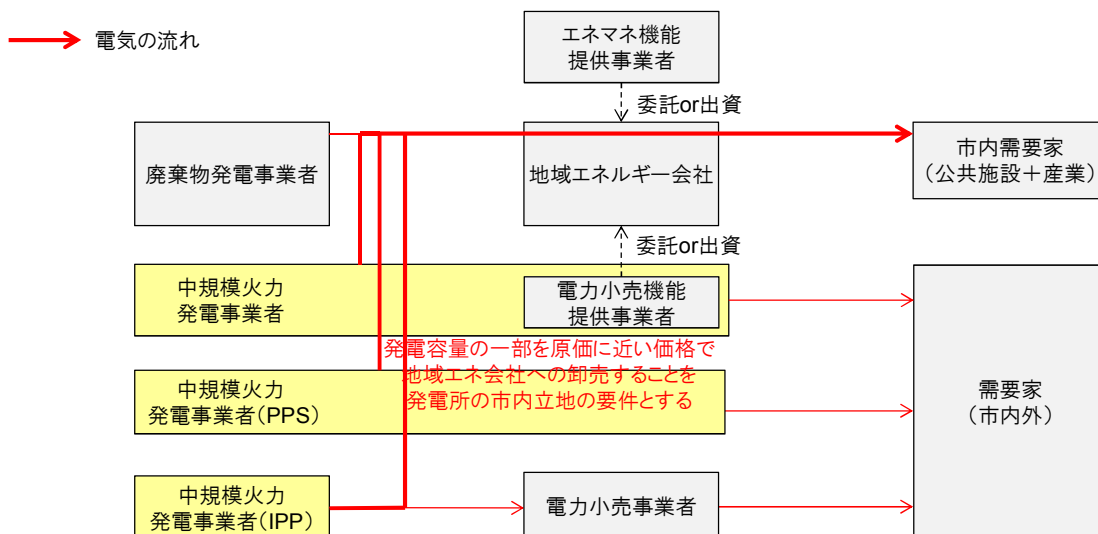 電気の流れ
エネマネ機能
提供事業者
委託or出資
廃棄物発電事業者
地域エネルギー会社
市内需要家
（公共施設＋産業）
委託or出資
中規模火力
発電事業者
電力小売機能
提供事業者
発電容量の一部を原価に近い価格で
地域エネ会社への卸売することを
発電所の市内立地の要件とする
中規模火力
発電事業者（PPS）
需要家
（市内外）
中規模火力
発電事業者（IPP）
電力小売事業者